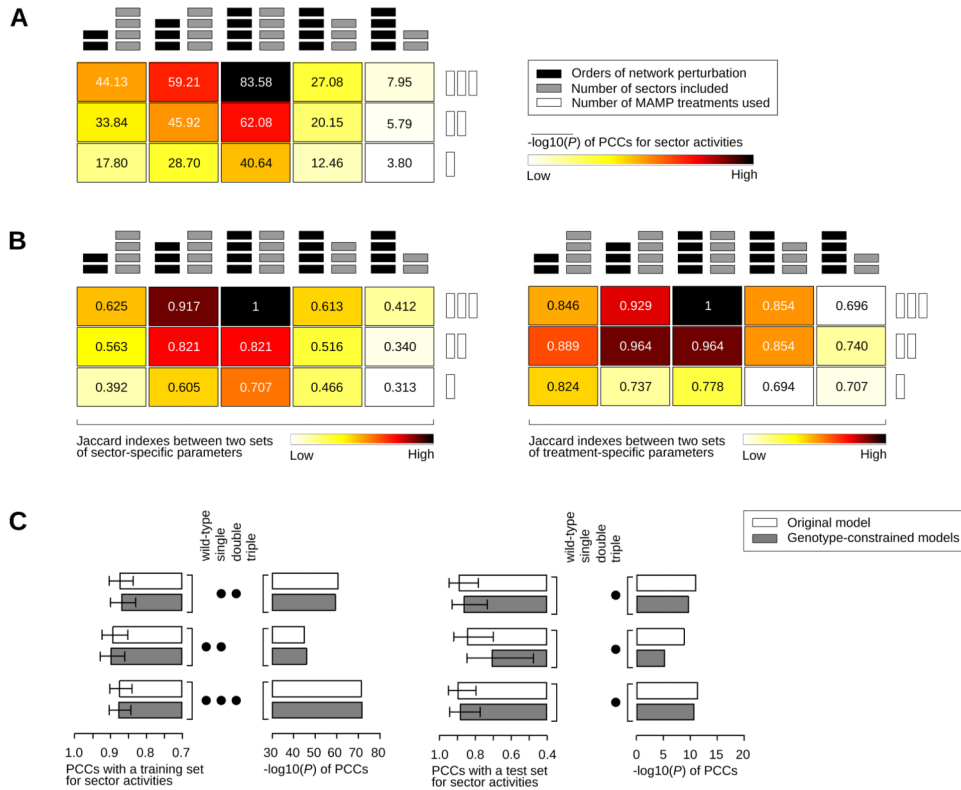 A
44.13 59.21 83.58 27.08 7.95
33.84 45.92 62.08 20.15 5.79
17.80 28.70 40.64 12.46 3.80
Orders of network perturbation
Number of sectors included
Number of MAMP treatments used
-log10(P) of PCCs for sector activities
Low High
B
0.625 0.917 1 0.613 0.412
0.563 0.821 0.821 0.516 0.340
0.392 0.605 0.707 0.466 0.313
Jaccard indexes between two sets
of sector-specific parameters
Low High
0.846 0.929 1 0.854 0.696
0.889 0.964 0.964 0.854 0.740
0.824 0.737 0.778 0.694 0.707
Jaccard indexes between two sets
of treatment-specific parameters
Low High
C
wild-type
single
double
triple
wild-type
single
double
triple
Original model
Genotype-constrained models
1.0 0.9 0.8 0.7
PCCs with a training set
for sector activities
30 40 50 60 70 80
-log10(P) of PCCs
1.0 0.8 0.6 0.4
PCCs with a test set
for sector activities
0 5 10 15 20
-log10(P) of PCCs